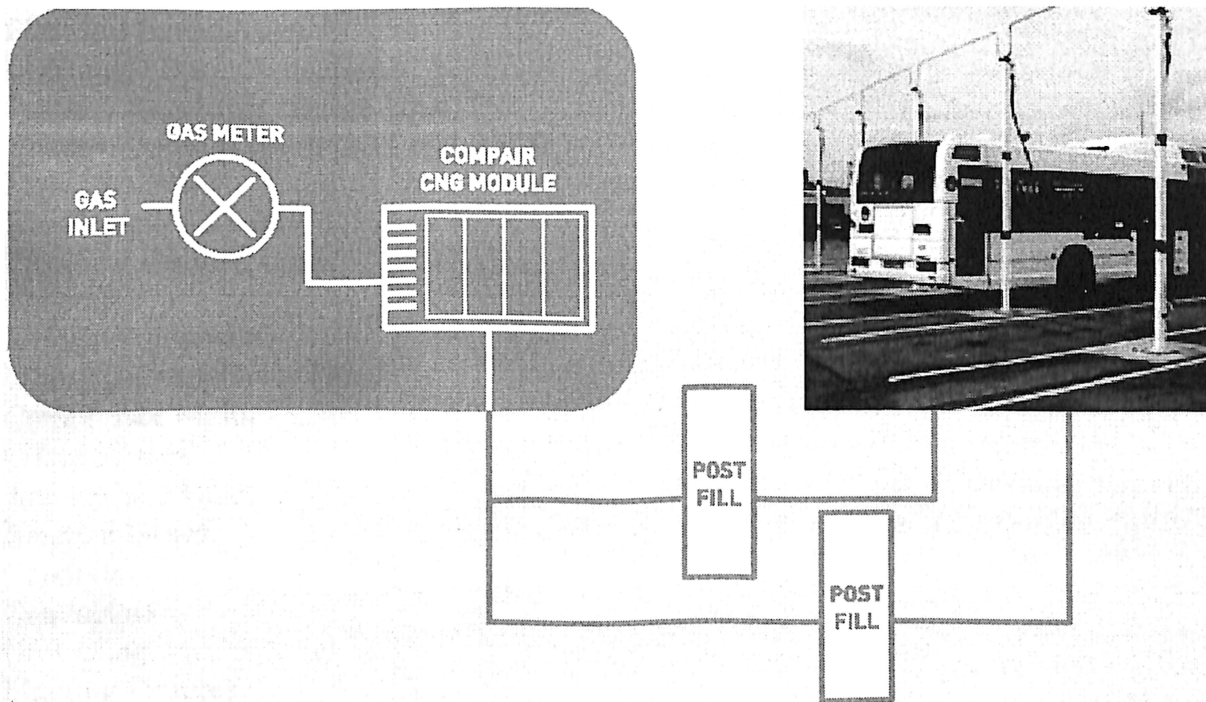 GAS METER
GAS
INLET
COMPAIR
CNG MODULE
POST
FILL
POST
FILL